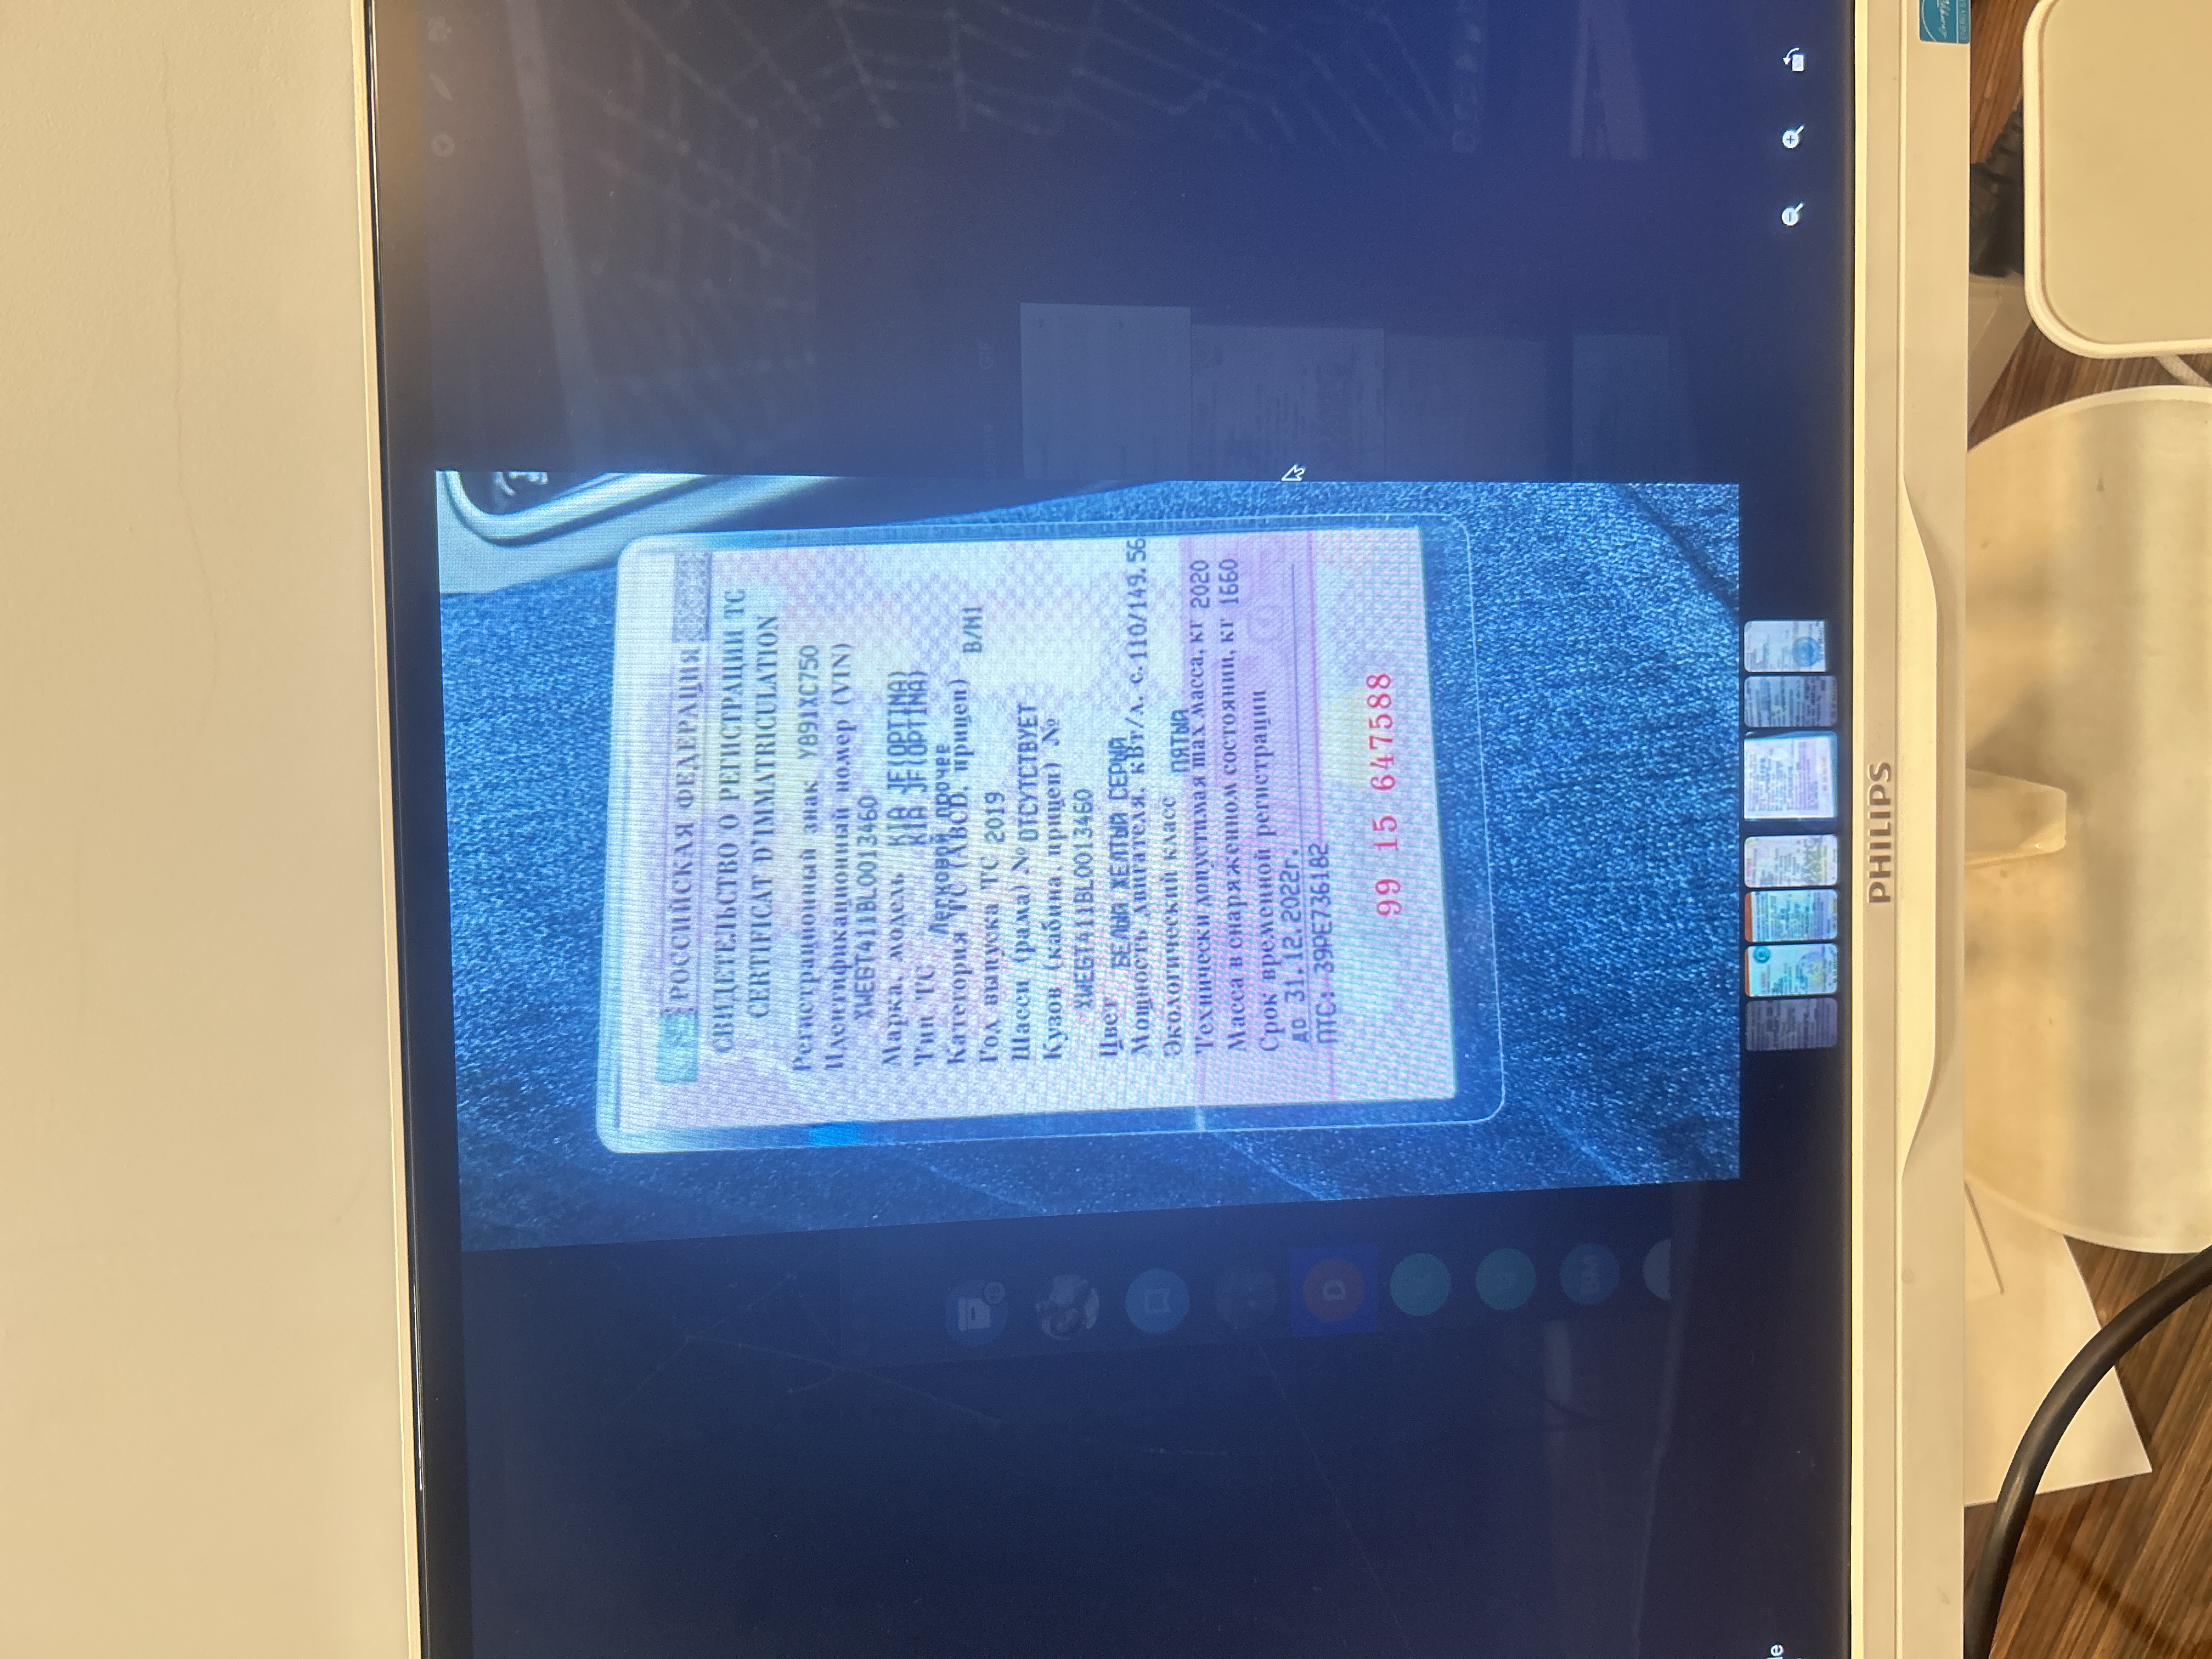 РОССИЙСКАЯ ФЕДЕРАЦИЯ
СВИДЕТЕЛЬСТВО О РЕГИСТРАЦИИ ТС
CERTIFICAT D'IMMATRICULATION
Регистрационный знак У891ХС750
Идентификационный номер (VIN)
XWEGT411BL0013460
Марка, модель KIA JF(OPTIMA)
KIA JF(OPTIMA)
Тип ТС Легковой прочее
Категория ТС (ABCD, прицеп) B/M1
Год выпуска ТС 2019
Шасси (рама) № ОТСУТСТВУЕТ
Кузов (кабина, прицеп) №
XWEGT411BL0013460
Цвет БЕЛЫЙ ЖЕЛТЫЙ СЕРЫЙ
Мощность двигателя, кВт/л. с. 110/149.56
Экологический класс ПЯТЫЙ
Технически допустимая max масса, кг 2020
Масса в снаряженном состоянии, кг 1660
Срок временной регистрации
до 31.12.2022г.
ПТС: 39РЕ736182
99 15 647588
GIF
D
BM
le
PHILIPS